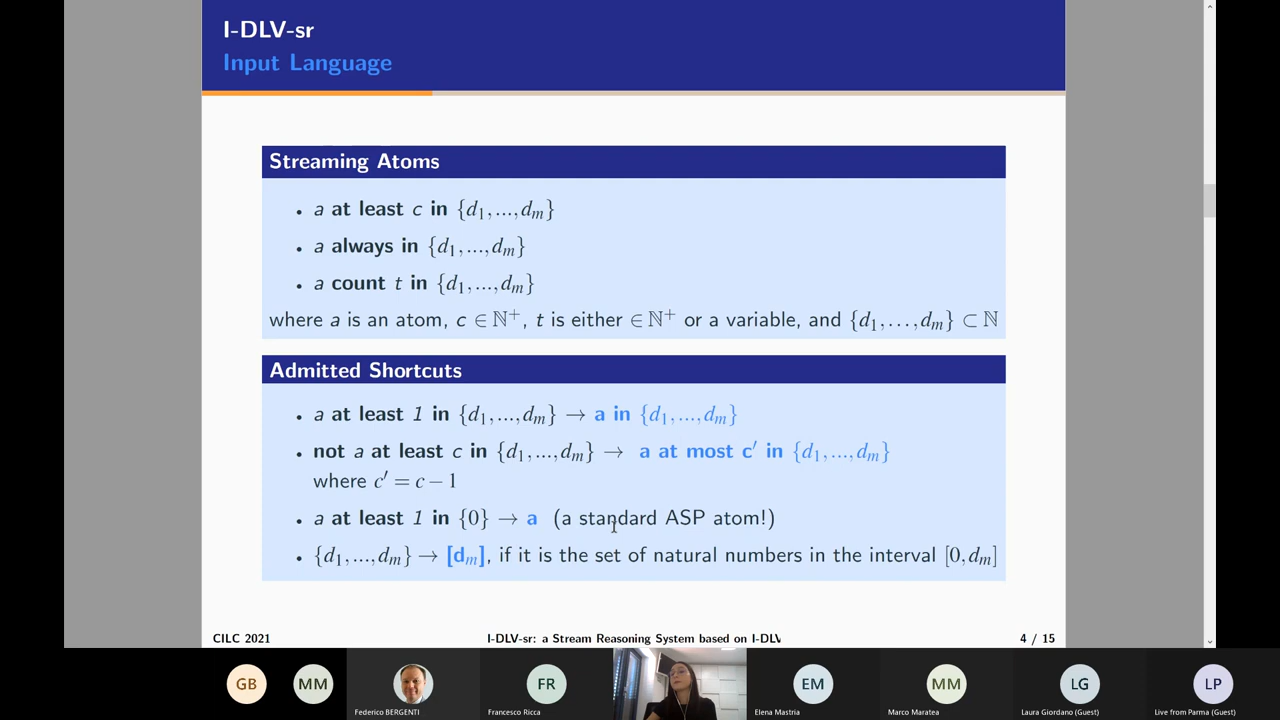 I-DLV-sr
Input Language
Streaming Atoms
• a at least c in {d₁,...,dₘ}
• a always in {d₁,...,dₘ}
• a count t in {d₁,...,dₘ}
where a is an atom, c ∈ ℕ⁺, t is either ∈ ℕ⁺ or a variable, and {d₁,...,dₘ} ⊂ ℕ
Admitted Shortcuts
• a at least 1 in {d₁,...,dₘ} → a in {d₁,...,dₘ}
• not a at least c in {d₁,...,dₘ} → a at most c′ in {d₁,...,dₘ}
where c′ = c − 1
• a at least 1 in {0} → a (a standard ASP atom!)
• {d₁,...,dₘ} → [dₘ], if it is the set of natural numbers in the interval [0,dₘ]
CILC 2021 I-DLV-sr: a Stream Reasoning System based on I-DLV 4 / 15
GB MM FR EM MM LG LP
Federico BERGENTI Francesco Ricca Elena Mastria Marco Maratea Laura Giordano (Guest) Live from Parma (Guest)